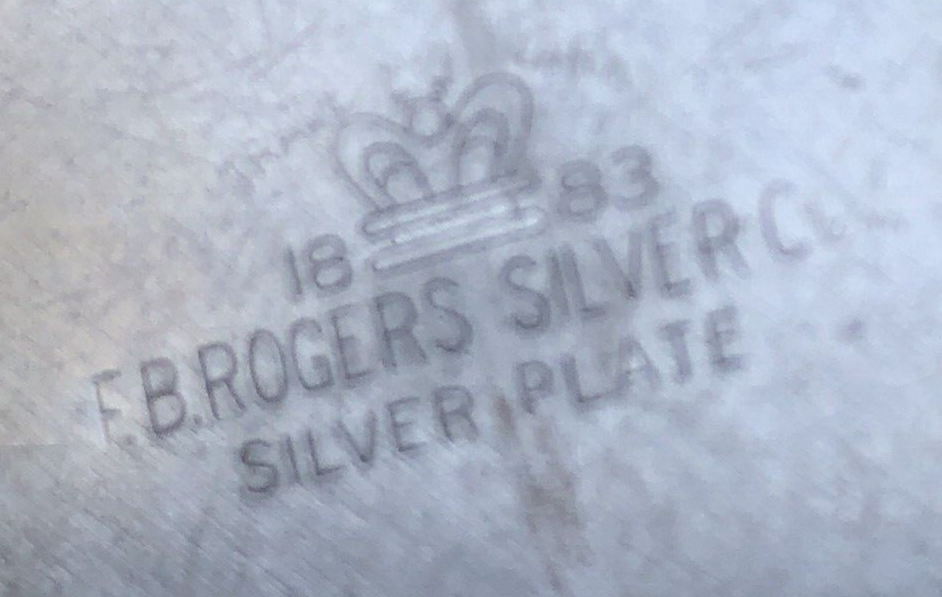 18 83
F.B.ROGERS SILVER Co
SILVER PLATE